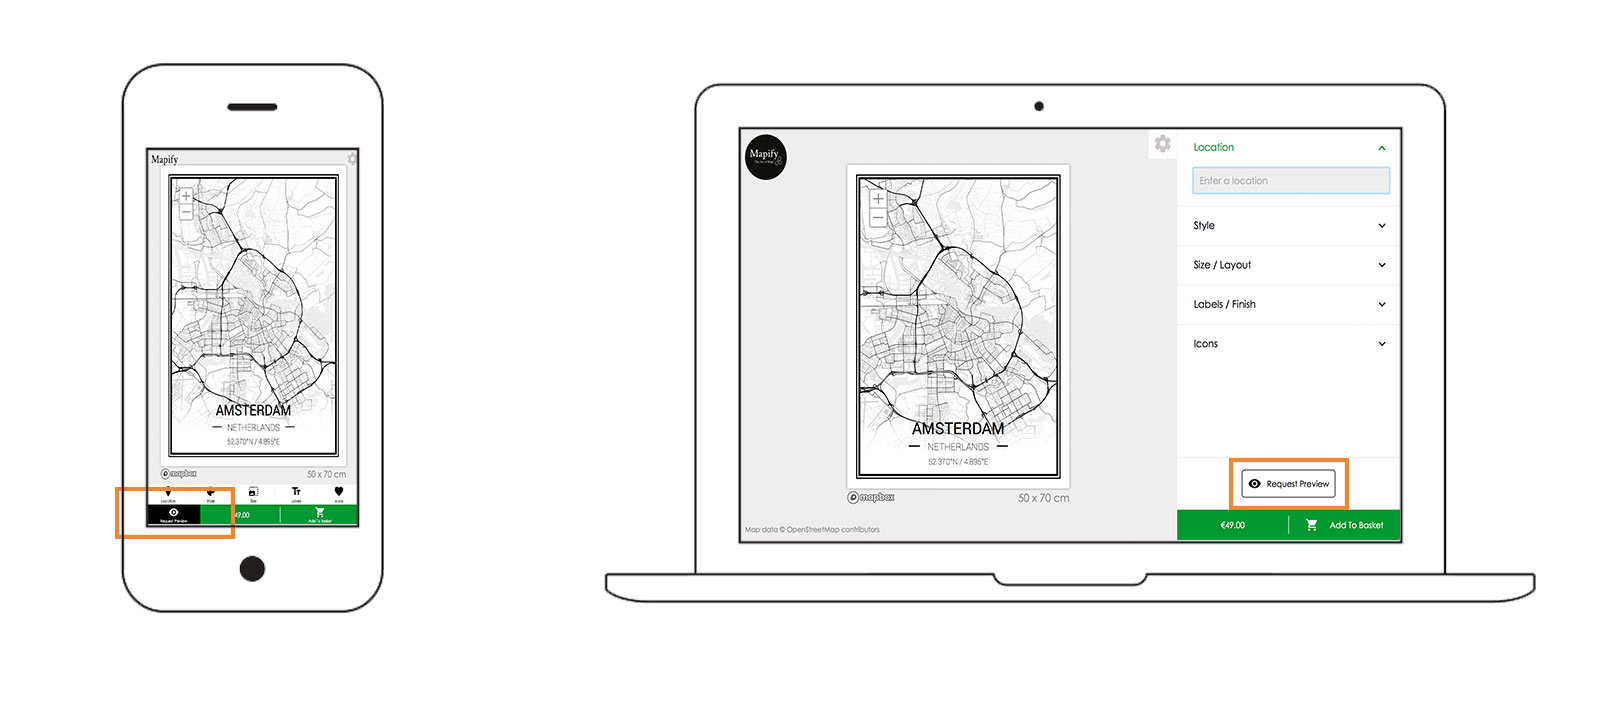 Mapify
+
−
AMSTERDAM
NETHERLANDS
52.370°N / 4.895°E
mapbox
50 x 70 cm
Location
Style
Size
Labels
Icons
Request Preview
49.00
Add To Basket
Mapify
+
−
AMSTERDAM
NETHERLANDS
52.370°N / 4.895°E
mapbox
50 x 70 cm
Map data © OpenStreetMap contributors
Location
Enter a location
Style
Size / Layout
Labels / Finish
Icons
Request Preview
€49.00
Add To Basket